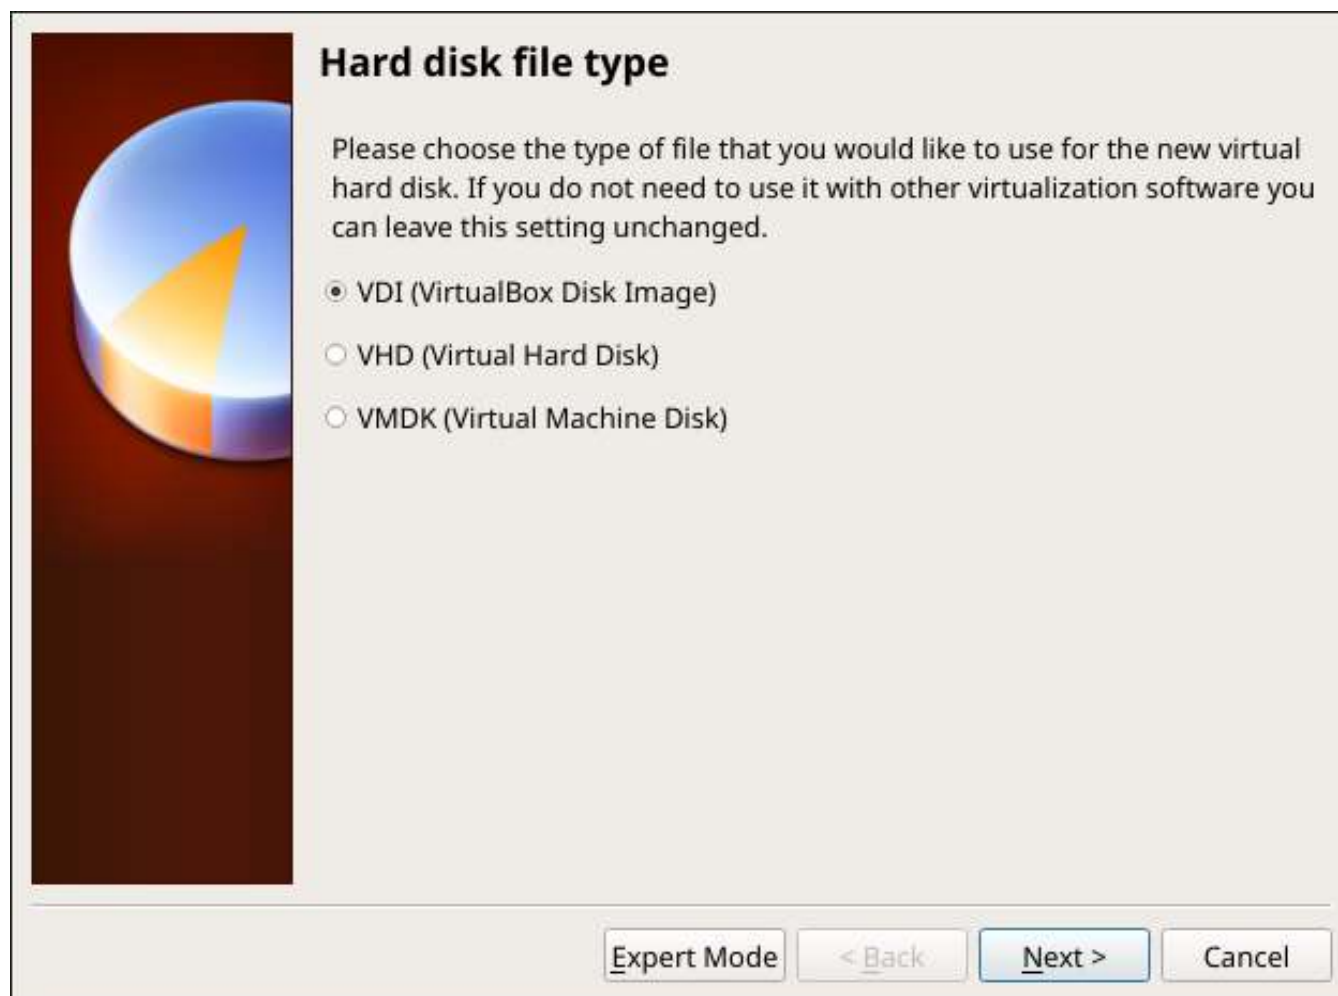 Hard disk file type
Please choose the type of file that you would like to use for the new virtual
hard disk. If you do not need to use it with other virtualization software you
can leave this setting unchanged.
VDI (VirtualBox Disk Image)
VHD (Virtual Hard Disk)
VMDK (Virtual Machine Disk)
Expert Mode < Back Next > Cancel